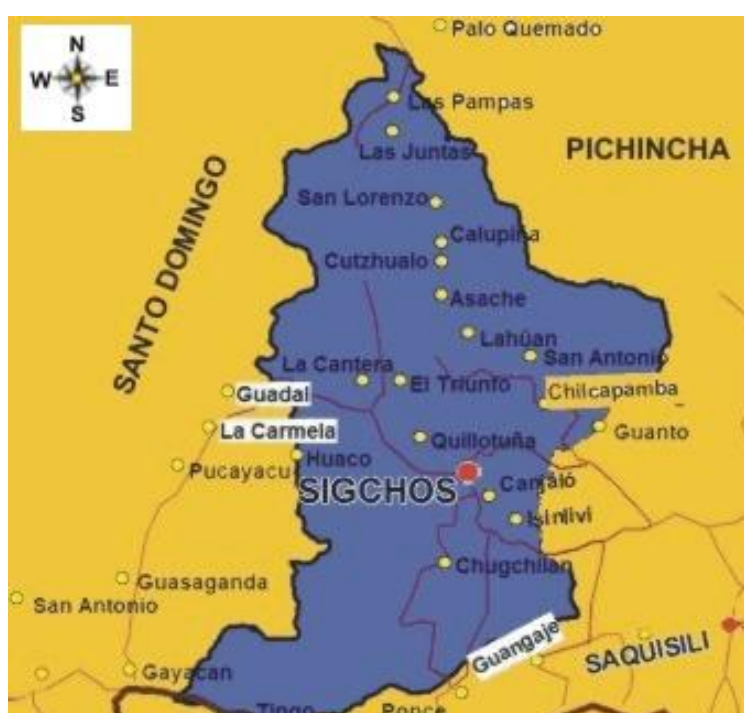 N
W E
S
Palo Quemado
Las Pampas
Las Juntas
PICHINCHA
SANTO DOMINGO
San Lorenzo
Calupiña
Cutzhualo
Asache
Lahúan
San Antonio
La Cantera
El Triunfo
Chilcapamba
Guadal
La Carmela
Quillotuña
Guanto
Pucayacu
Huaco
SIGCHOS
Canjaló
Isinlivi
Chugchilan
Guasaganda
San Antonio
Guangaje
SAQUISILI
Gayacan
Tingo
Ponce